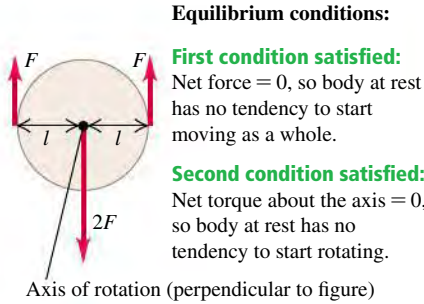 Equilibrium conditions:
F
F
First condition satisfied:
Net force = 0, so body at rest
has no tendency to start
moving as a whole.
l
l
Second condition satisfied:
Net torque about the axis = 0,
so body at rest has no
tendency to start rotating.
2F
Axis of rotation (perpendicular to figure)